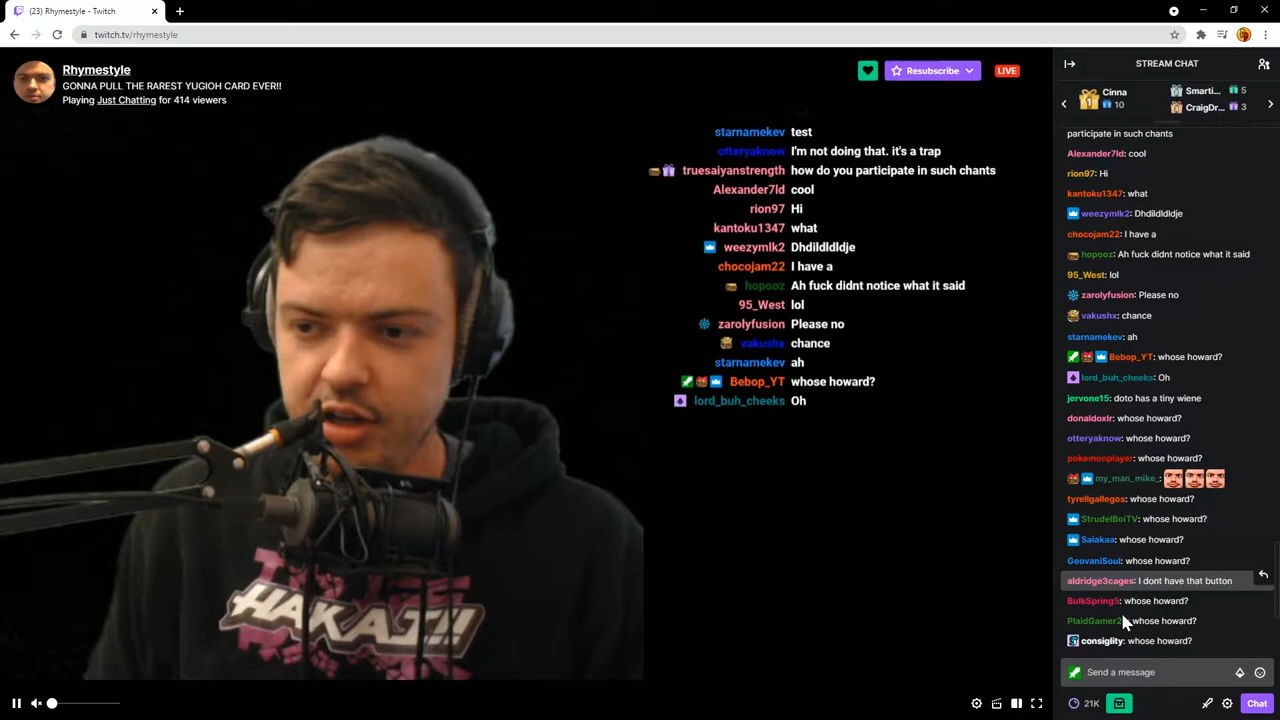 (23) Rhymestyle - Twitch
twitch.tv/rhymestyle
Rhymestyle
GONNA PULL THE RAREST YUGIOH CARD EVER!!
Playing Just Chatting for 414 viewers
Resubscribe
LIVE
starnamekev test
otteryaknow I'm not doing that. it's a trap
truesaiyanstrength how do you participate in such chants
Alexander7ld cool
rion97 Hi
kantoku1347 what
weezymlk2 Dhdildldldje
chocojam22 I have a
hopooz Ah fuck didnt notice what it said
95_West lol
zarolyfusion Please no
vakushx chance
starnamekev ah
Bebop_YT whose howard?
lord_buh_cheeks Oh
HAKAI!
STREAM CHAT
1
Cinna
10
Smarti... 5
CraigDr... 3
participate in such chants
Alexander7ld: cool
rion97: Hi
kantoku1347: what
weezymlk2: Dhdildldldje
chocojam22: I have a
hopooz: Ah fuck didnt notice what it said
95_West: lol
zarolyfusion: Please no
vakushx: chance
starnamekev: ah
Bebop_YT: whose howard?
lord_buh_cheeks: Oh
jervone15: doto has a tiny wiene
donaldoxlr: whose howard?
otteryaknow: whose howard?
pokemonplayer: whose howard?
my_man_mike_:
tyrellgallegos: whose howard?
StrudelBoiTV: whose howard?
Saiakaa: whose howard?
GeovaniSoul: whose howard?
aldridge3cages: I dont have that button
BulkSpring5: whose howard?
PlaidGamer2 whose howard?
consiglity: whose howard?
Send a message
21K
Chat